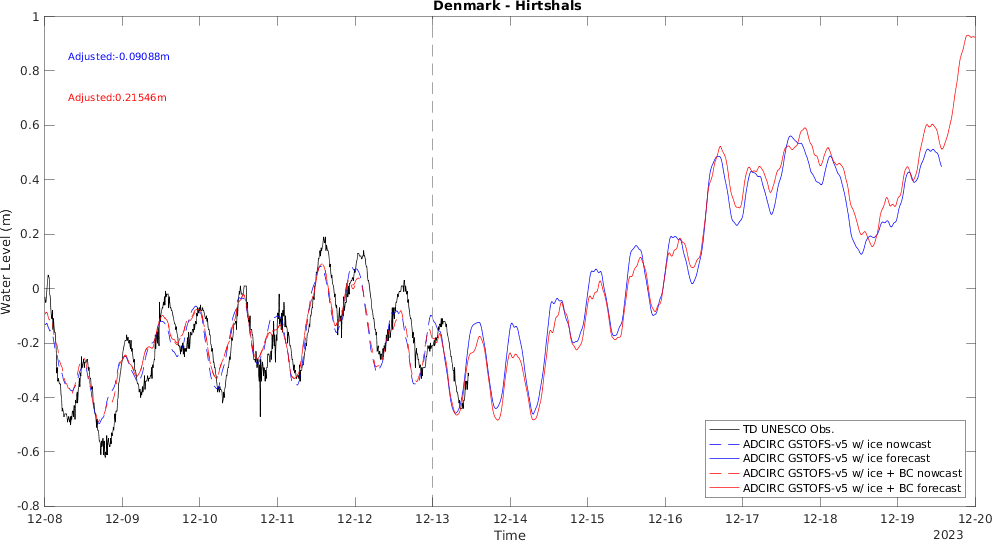 Denmark - Hirtshals
Adjusted:-0.09088m
Adjusted:0.21546m
Water Level (m)
1
0.8
0.6
0.4
0.2
0
-0.2
-0.4
-0.6
-0.8
TD UNESCO Obs.
ADCIRC GSTOFS-v5 w/ ice nowcast
ADCIRC GSTOFS-v5 w/ ice forecast
ADCIRC GSTOFS-v5 w/ ice + BC nowcast
ADCIRC GSTOFS-v5 w/ ice + BC forecast
12-08 12-09 12-10 12-11 12-12 12-13 12-14 12-15 12-16 12-17 12-18 12-19 12-20
Time
2023